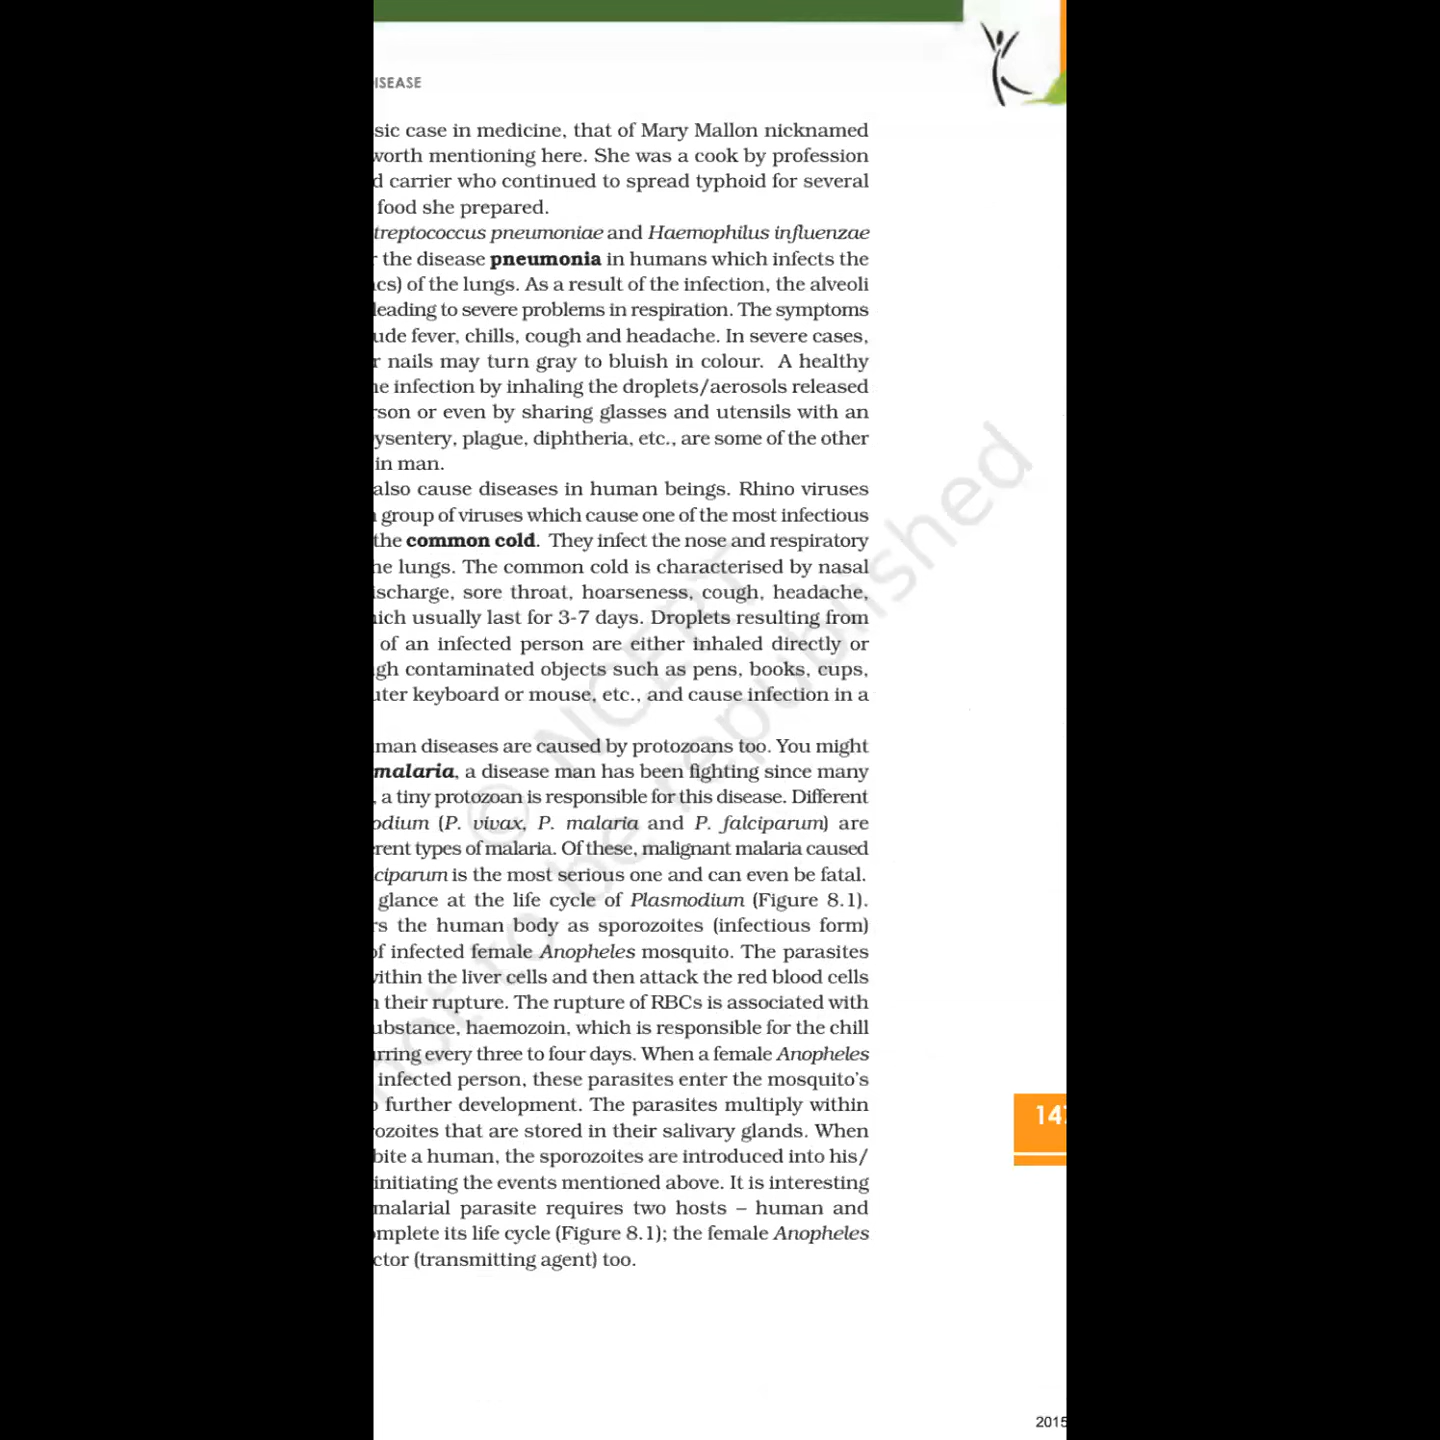 ISEASE
sic case in medicine, that of Mary Mallon nicknamed
worth mentioning here. She was a cook by profession
d carrier who continued to spread typhoid for several
food she prepared.
treptococcus pneumoniae and Haemophilus influenzae
r the disease pneumonia in humans which infects the
cs) of the lungs. As a result of the infection, the alveoli
leading to severe problems in respiration. The symptoms
ude fever, chills, cough and headache. In severe cases,
r nails may turn gray to bluish in colour. A healthy
he infection by inhaling the droplets/aerosols released
rson or even by sharing glasses and utensils with an
ysentery, plague, diphtheria, etc., are some of the other
in man.
also cause diseases in human beings. Rhino viruses
group of viruses which cause one of the most infectious
the common cold. They infect the nose and respiratory
he lungs. The common cold is characterised by nasal
ischarge, sore throat, hoarseness, cough, headache,
ich usually last for 3-7 days. Droplets resulting from
of an infected person are either inhaled directly or
gh contaminated objects such as pens, books, cups,
uter keyboard or mouse, etc., and cause infection in a
man diseases are caused by protozoans too. You might
malaria, a disease man has been fighting since many
, a tiny protozoan is responsible for this disease. Different
odium (P. vivax, P. malaria and P. falciparum) are
erent types of malaria. Of these, malignant malaria caused
ciparum is the most serious one and can even be fatal.
glance at the life cycle of Plasmodium (Figure 8.1).
rs the human body as sporozoites (infectious form)
of infected female Anopheles mosquito. The parasites
within the liver cells and then attack the red blood cells
n their rupture. The rupture of RBCs is associated with
ubstance, haemozoin, which is responsible for the chill
rring every three to four days. When a female Anopheles
infected person, these parasites enter the mosquito's
o further development. The parasites multiply within
rozoites that are stored in their salivary glands. When
bite a human, the sporozoites are introduced into his/
initiating the events mentioned above. It is interesting
malarial parasite requires two hosts – human and
omplete its life cycle (Figure 8.1); the female Anopheles
ctor (transmitting agent) too.
© NCERT
not to be republished
14
2015